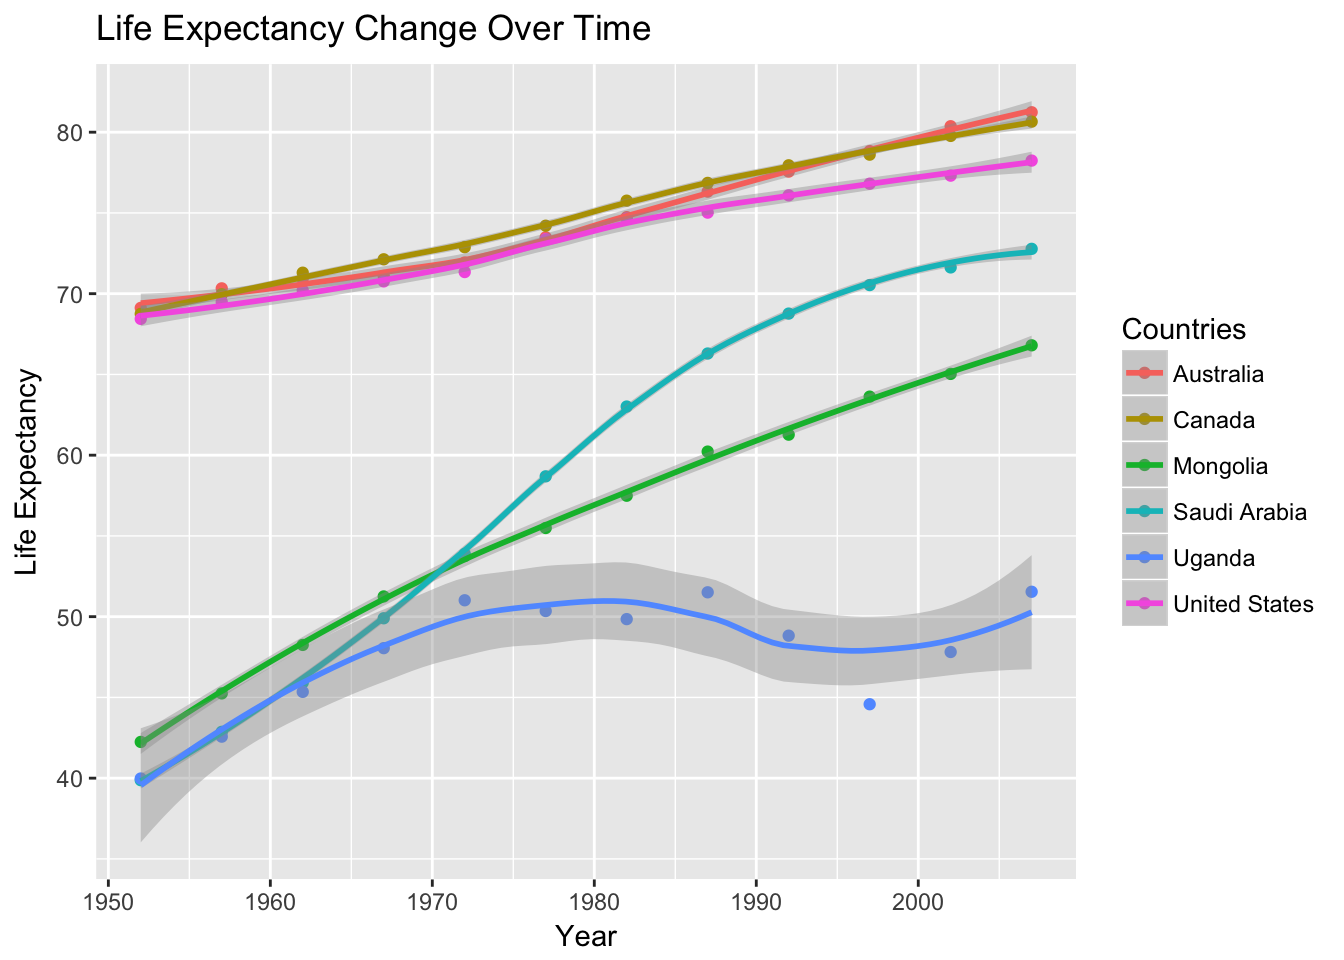 Life Expectancy Change Over Time
Life Expectancy
80
70
60
50
40
1950 1960 1970 1980 1990 2000
Year
Countries
Australia
Canada
Mongolia
Saudi Arabia
Uganda
United States